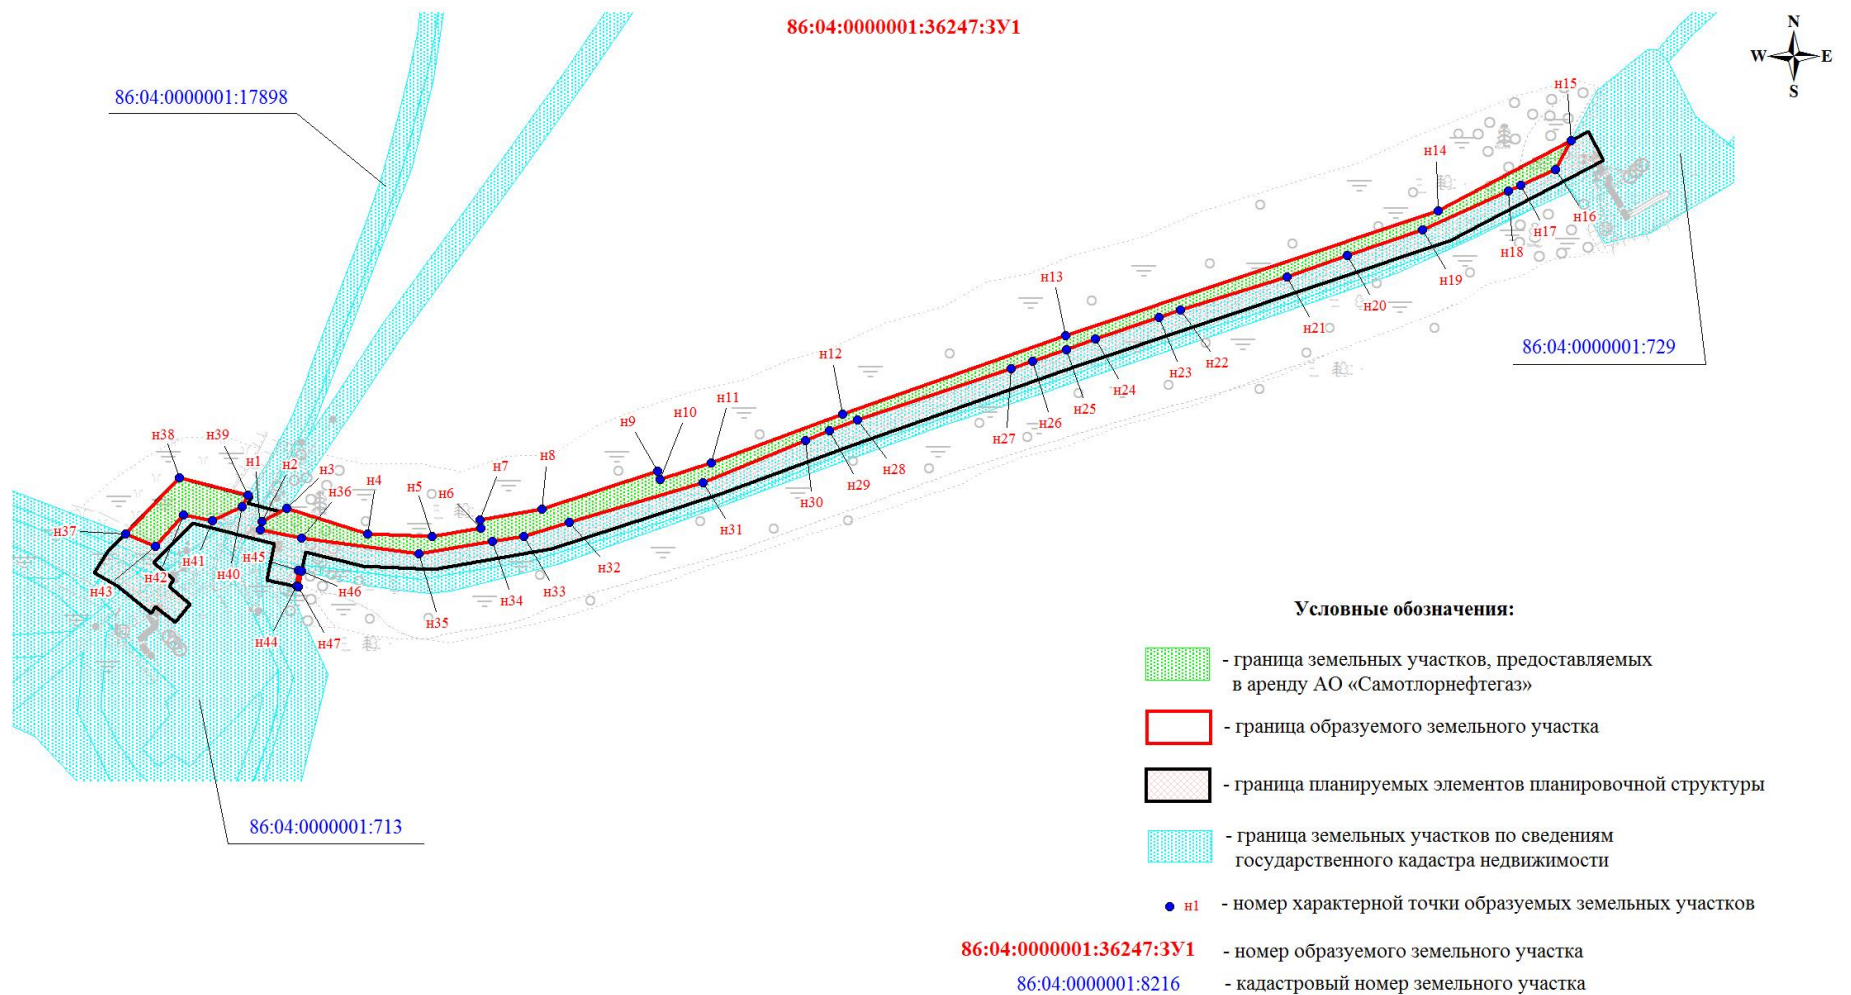 86:04:0000001:36247:ЗУ1
N
W E
S
86:04:0000001:17898
н15
н14
н16
н17
н18
н19
н20
н13
н21
н22
86:04:0000001:729
н12
н23
н24
н25
н26
н27
н11
н10
н9
н28
н29
н30
н31
н8
н7
н6
н5
н4
н3
н36
н2
н1
н39
н38
н37
н32
н33
н34
н35
н45
н41
н40
н42
н43
н46
н44
н47
86:04:0000001:713
Условные обозначения:
- граница земельных участков, предоставляемых
в аренду АО «Самотлорнефтегаз»
- граница образуемого земельного участка
- граница планируемых элементов планировочной структуры
- граница земельных участков по сведениям
государственного кадастра недвижимости
н1 - номер характерной точки образуемых земельных участков
86:04:0000001:36247:ЗУ1 - номер образуемого земельного участка
86:04:0000001:8216 - кадастровый номер земельного участка